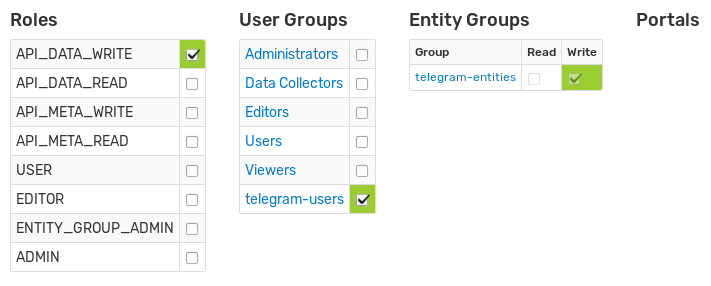 Roles
API_DATA_WRITE
API_DATA_READ
API_META_WRITE
API_META_READ
USER
EDITOR
ENTITY_GROUP_ADMIN
ADMIN
User Groups
Administrators
Data Collectors
Editors
Users
Viewers
telegram-users
Entity Groups
Group Read Write
telegram-entities
Portals